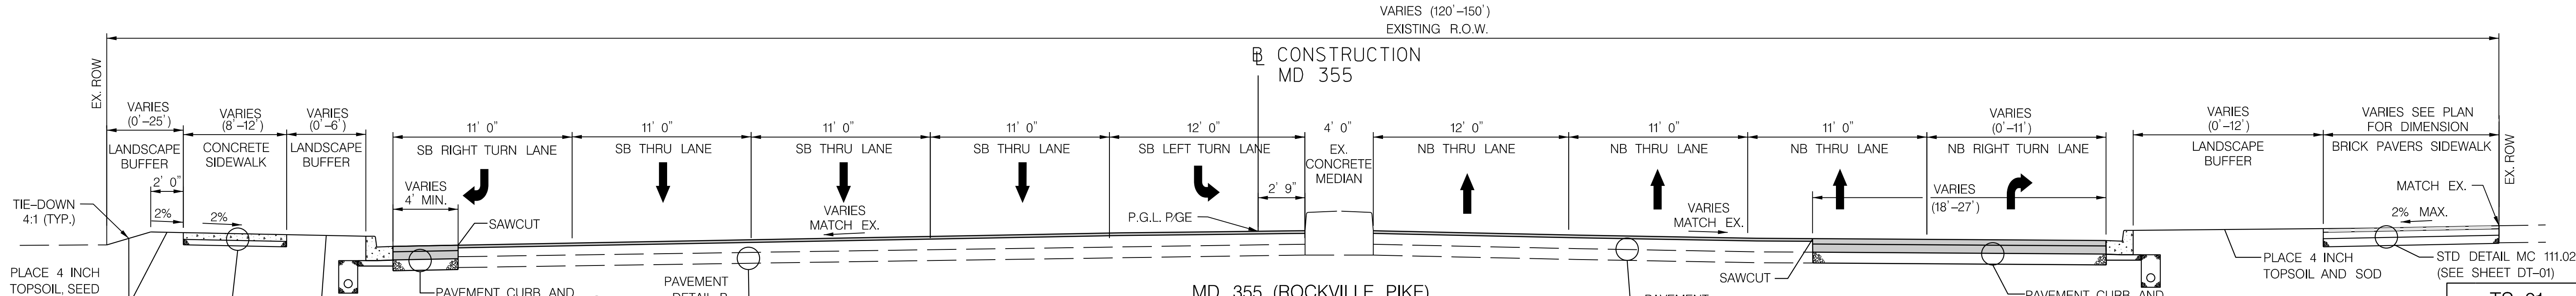 VARIES (120'-150')
EXISTING R.O.W.
℄ CONSTRUCTION
MD 355
EX. ROW
VARIES
(0'-25')
LANDSCAPE
BUFFER
2' 0"
2%
TIE-DOWN
4:1 (TYP.)
PLACE 4 INCH
TOPSOIL, SEED
VARIES
(8'-12')
CONCRETE
SIDEWALK
2%
VARIES
(0'-6')
LANDSCAPE
BUFFER
11' 0"
SB RIGHT TURN LANE
VARIES
4' MIN.
SAWCUT
PAVEMENT CURB AND
11' 0"
SB THRU LANE
11' 0"
SB THRU LANE
VARIES
MATCH EX.
PAVEMENT
11' 0"
SB THRU LANE
12' 0"
SB LEFT TURN LANE
2' 9"
P.G.L. P/GE
4' 0"
EX.
CONCRETE
MEDIAN
12' 0"
NB THRU LANE
11' 0"
NB THRU LANE
VARIES
MATCH EX.
11' 0"
NB THRU LANE
SAWCUT
VARIES
(0'-11')
NB RIGHT TURN LANE
VARIES
(18'-27')
PAVEMENT CURB AND
VARIES
(0'-12')
LANDSCAPE
BUFFER
PLACE 4 INCH
TOPSOIL AND SOD
VARIES SEE PLAN
FOR DIMENSION
BRICK PAVERS SIDEWALK
MATCH EX.
2% MAX.
EX. ROW
STD DETAIL MC 111.02
(SEE SHEET DT-01)
MD 355 (ROCKVILLE PIKE)